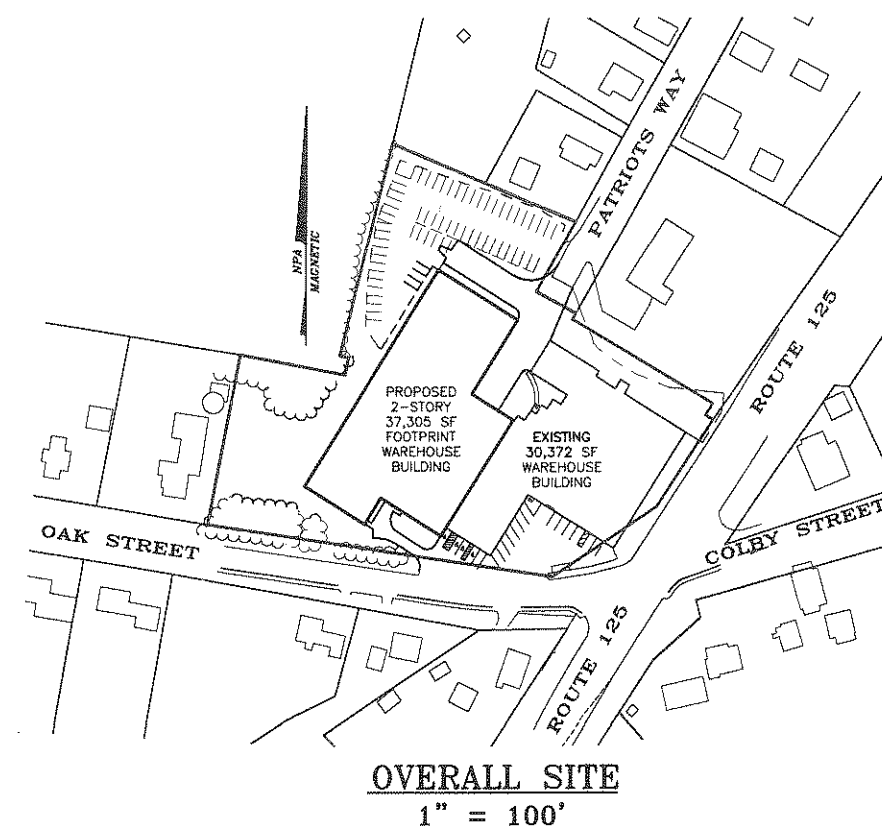 PATRIOTS WAY
NPA
MAGNETIC
ROUTE 125
PROPOSED
2-STORY
37,305 SF
FOOTPRINT
WAREHOUSE
BUILDING
EXISTING
30,372 SF
WAREHOUSE
BUILDING
OAK STREET
COLBY STREET
ROUTE 125
OVERALL SITE
1" = 100'